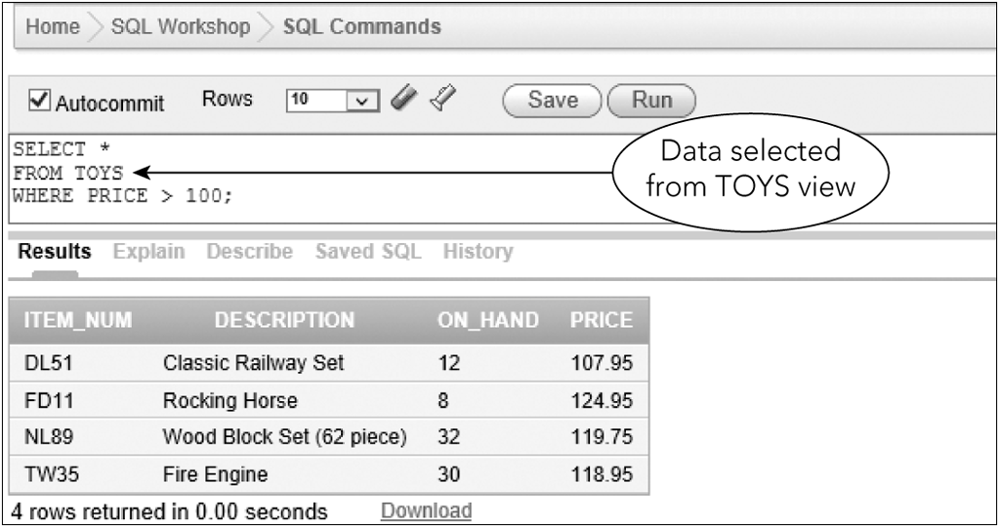 Home SQL Workshop SQL Commands
Autocommit Rows 10 Save Run
SELECT *
FROM TOYS
WHERE PRICE > 100;
Data selected
from TOYS view
Results Explain Describe Saved SQL History
ITEM_NUM DESCRIPTION ON_HAND PRICE
DL51 Classic Railway Set 12 107.95
FD11 Rocking Horse 8 124.95
NL89 Wood Block Set (62 piece) 32 119.75
TW35 Fire Engine 30 118.95
4 rows returned in 0.00 seconds Download